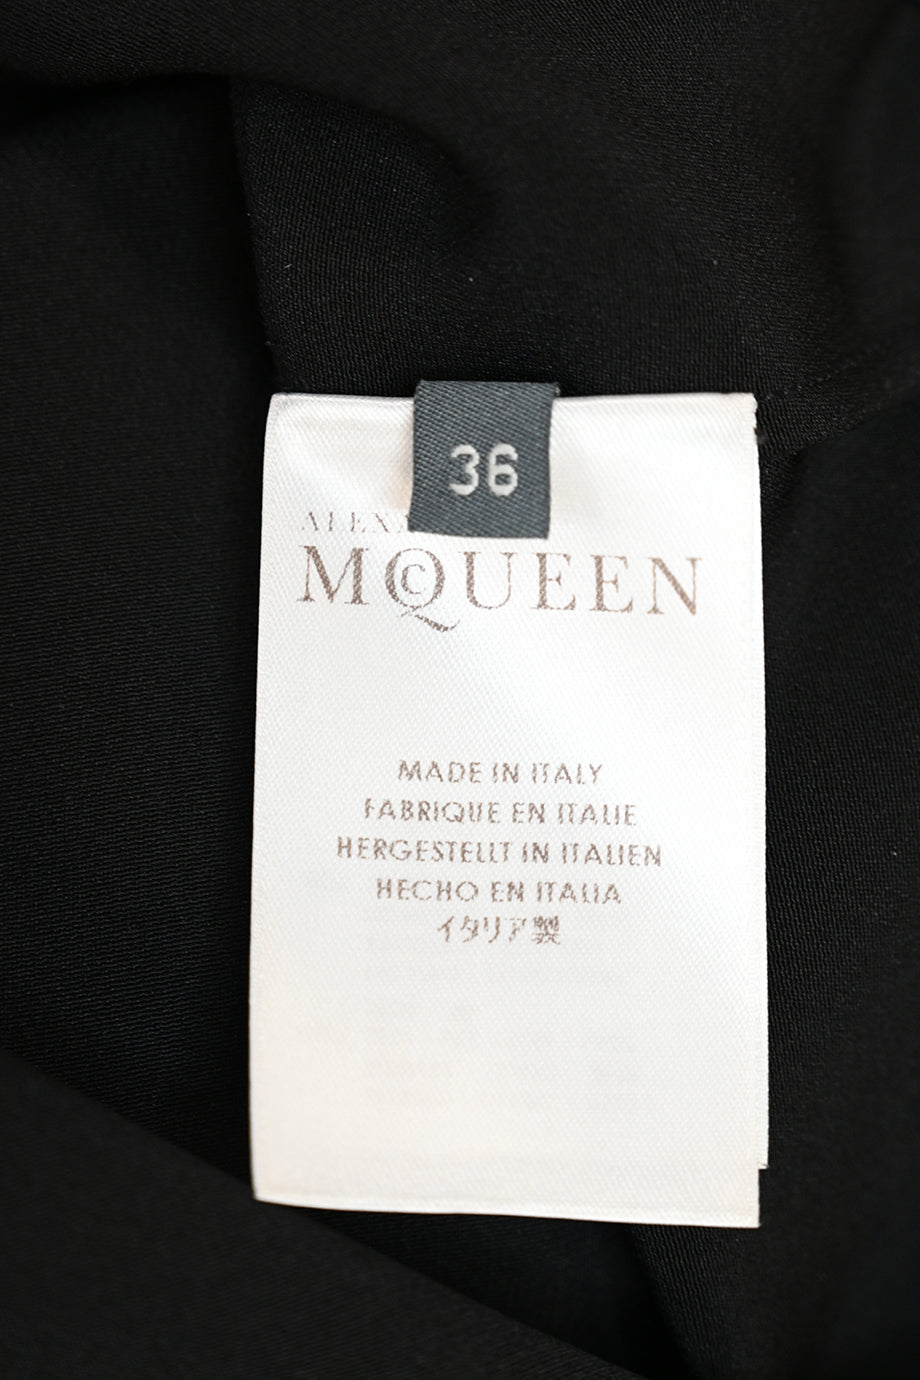 36
ALEX
MCQUEEN
MADE IN ITALY
FABRIQUE EN ITALIE
HERGESTELLT IN ITALIEN
HECHO EN ITALIA
イタリア製